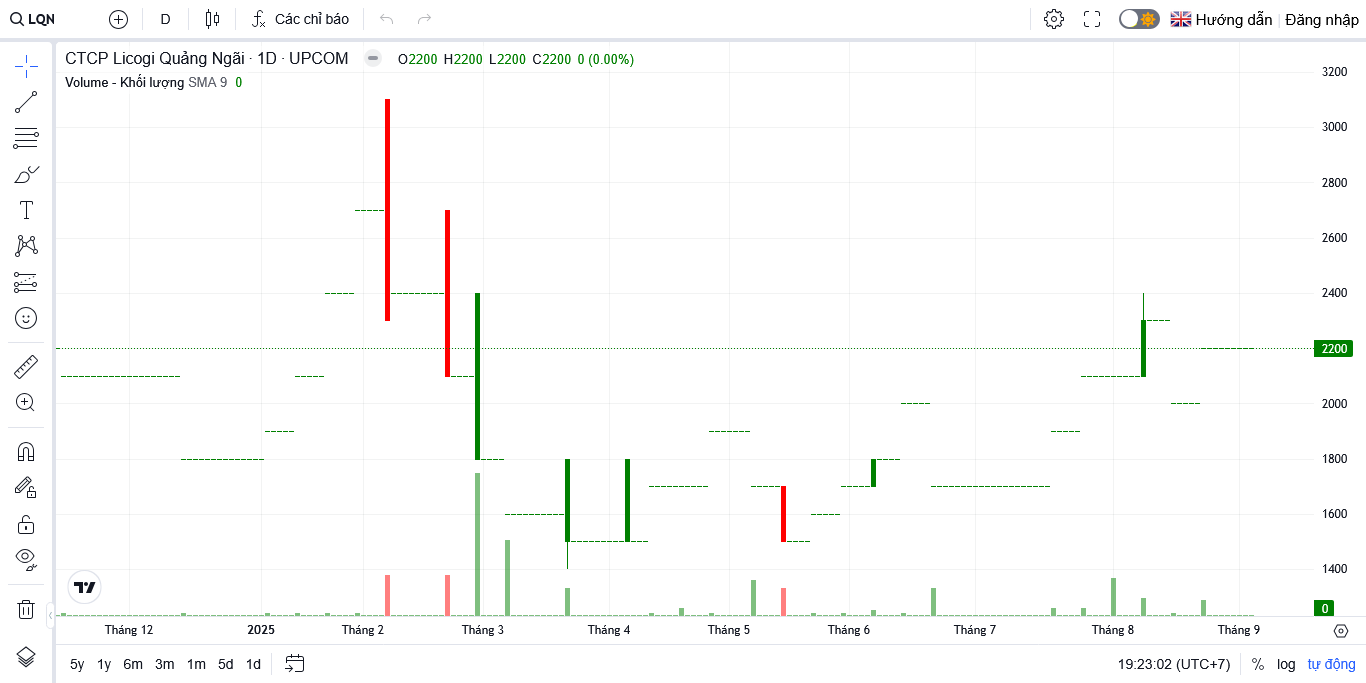 LQN D Các chỉ báo Hướng dẫn Đăng nhập
CTCP Licogi Quảng Ngãi · 1D · UPCOM O2200 H2200 L2200 C2200 0 (0.00%)
Volume - Khối lượng SMA 9 0
3200
3000
2800
2600
2400
2200
2000
1800
1600
1400
0
Tháng 12 2025 Tháng 2 Tháng 3 Tháng 4 Tháng 5 Tháng 6 Tháng 7 Tháng 8 Tháng 9
5y 1y 6m 3m 1m 5d 1d 19:23:02 (UTC+7) % log tự động